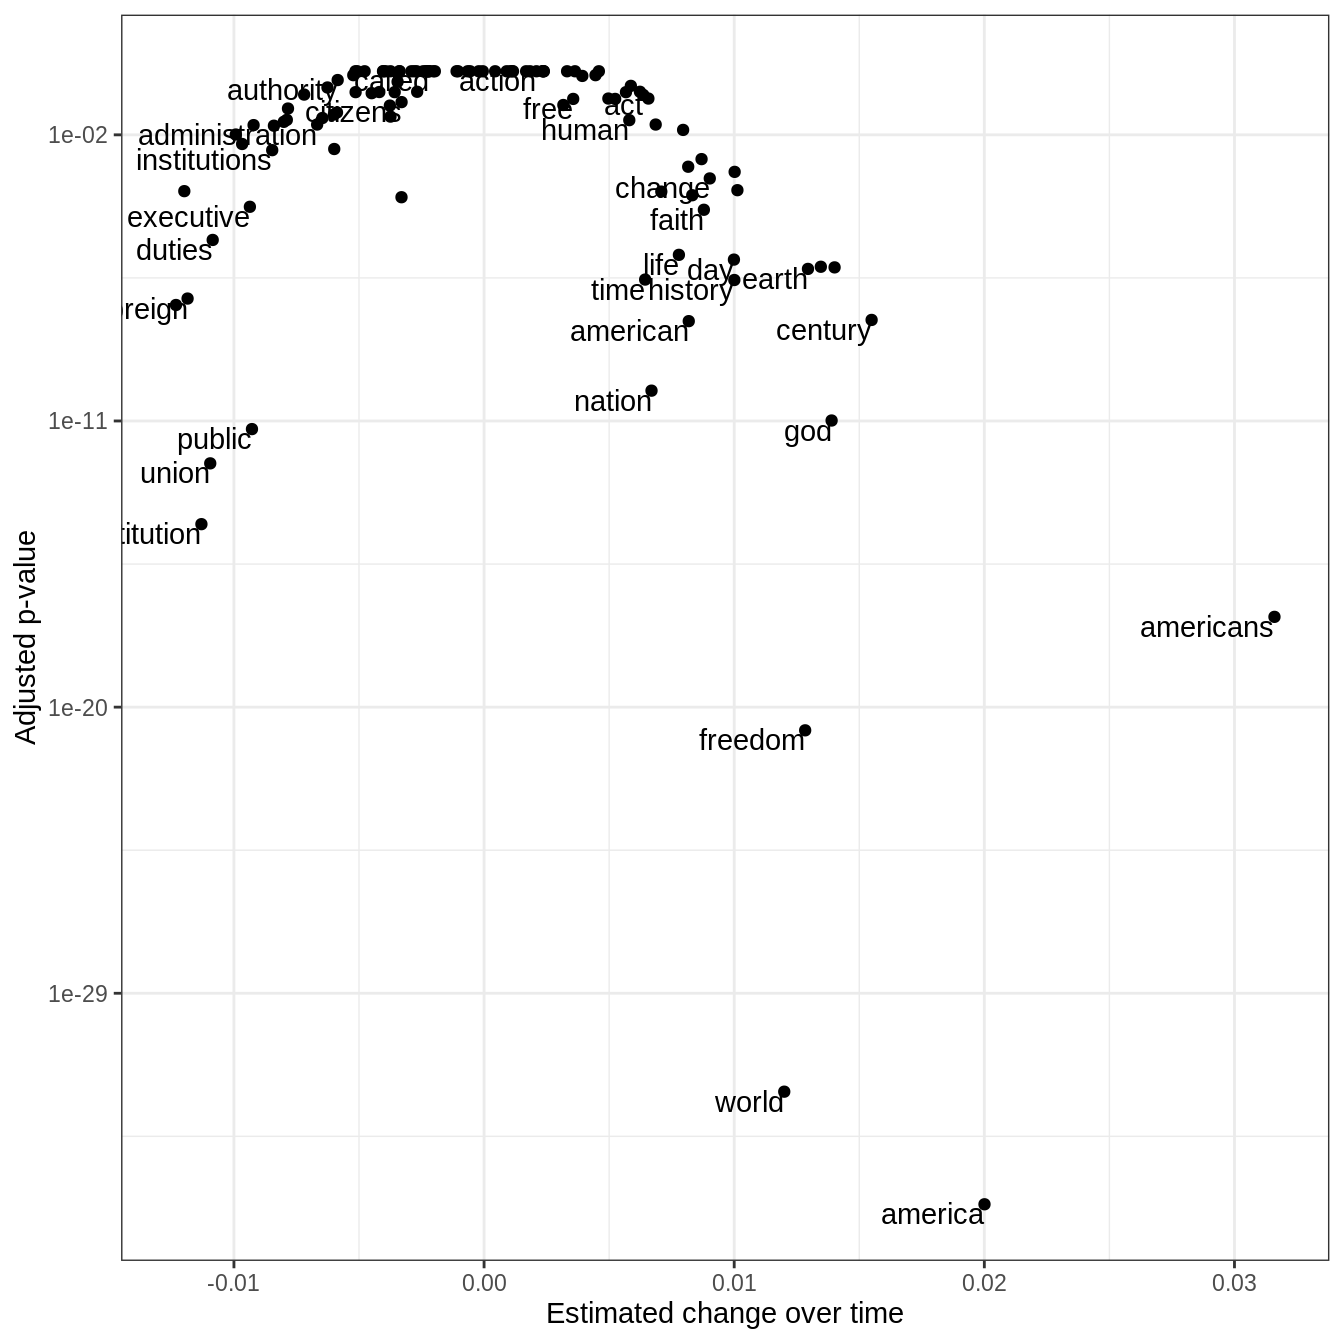 authority
called
action
citizens
free
act
human
1e-02
administration
institutions
change
executive
faith
duties
life
day
earth
time
history
reign
american
century
nation
1e-11
god
public
union
titution
Adjusted p-value
americans
1e-20
freedom
1e-29
world
america
-0.01
0.00
0.01
0.02
0.03
Estimated change over time